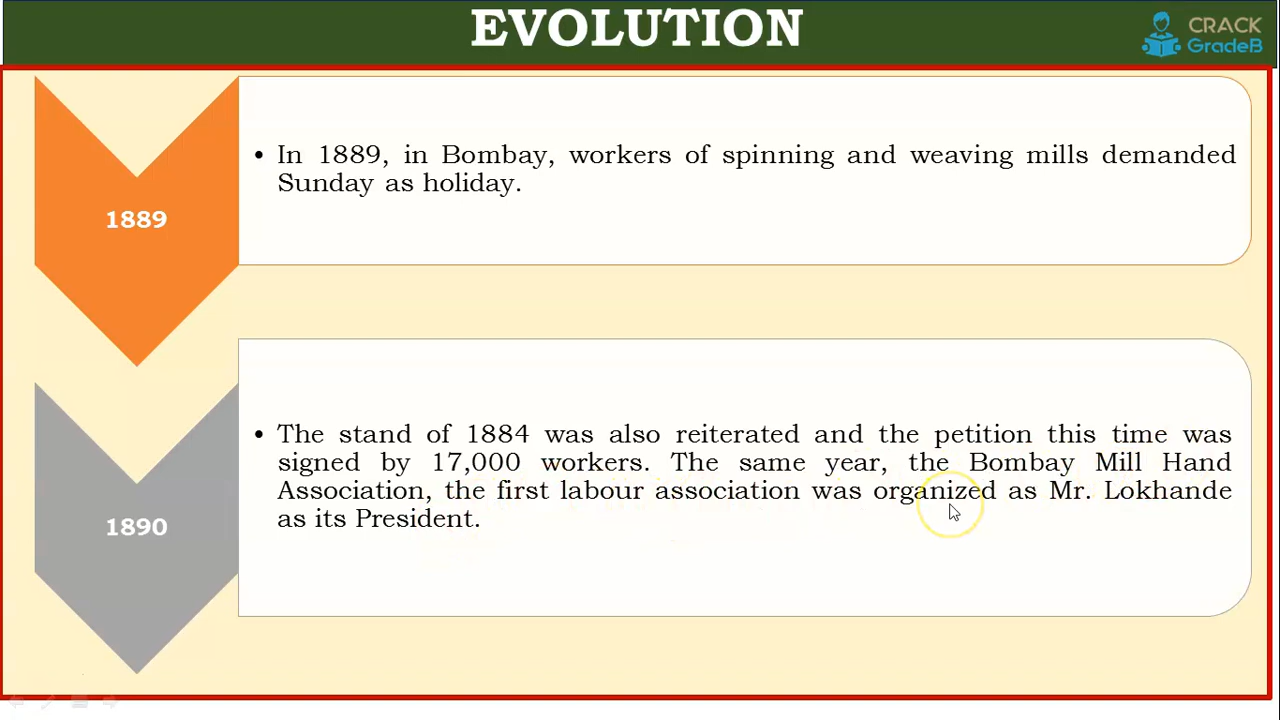 EVOLUTION
CRACK
GradeB
1889
• In 1889, in Bombay, workers of spinning and weaving mills demanded
Sunday as holiday.
1890
• The stand of 1884 was also reiterated and the petition this time was
signed by 17,000 workers. The same year, the Bombay Mill Hand
Association, the first labour association was organized as Mr. Lokhande
as its President.